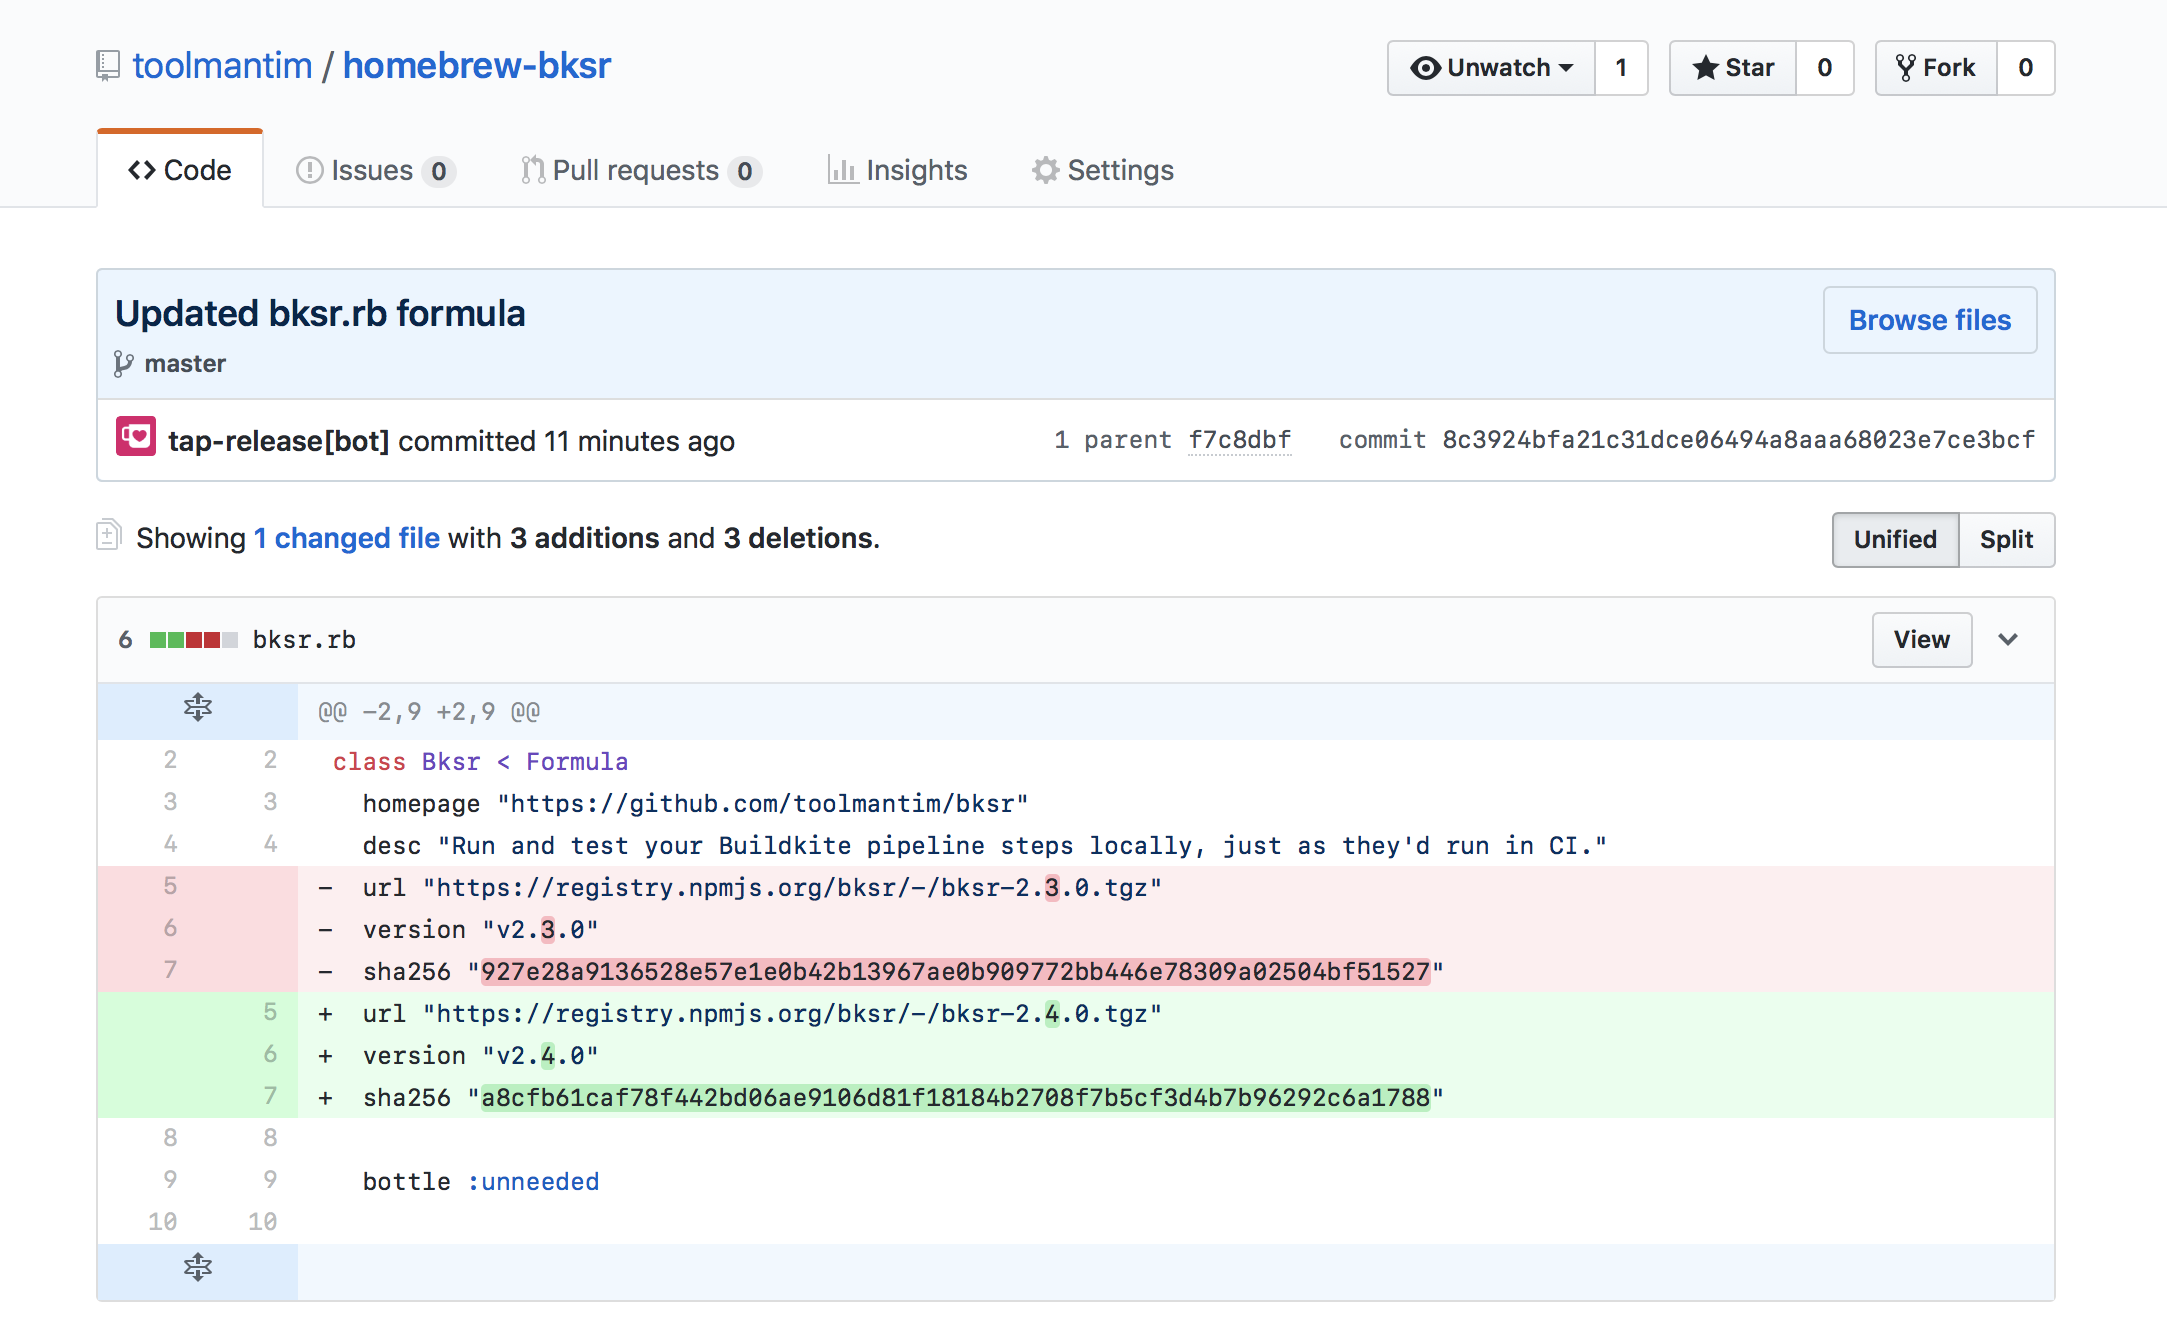 toolmantim / homebrew-bksr
Unwatch 1 Star 0 Fork 0
Code Issues 0 Pull requests 0 Insights Settings
Updated bksr.rb formula
Browse files
master
tap-release[bot] committed 11 minutes ago 1 parent f7c8dbf commit 8c3924bfa21c31dce06494a8aaa68023e7ce3bcf
Showing 1 changed file with 3 additions and 3 deletions. Unified Split
6 bksr.rb View
@@ -2,9 +2,9 @@
2 2 class Bksr < Formula
3 3 homepage "https://github.com/toolmantim/bksr"
4 4 desc "Run and test your Buildkite pipeline steps locally, just as they'd run in CI."
5 - url "https://registry.npmjs.org/bksr/-/bksr-2.3.0.tgz"
6 - version "v2.3.0"
7 - sha256 "927e28a9136528e57e1e0b42b13967ae0b909772bb446e78309a02504bf51527"
5 + url "https://registry.npmjs.org/bksr/-/bksr-2.4.0.tgz"
6 + version "v2.4.0"
7 + sha256 "a8cfb61caf78f442bd06ae9106d81f18184b2708f7b5cf3d4b7b96292c6a1788"
8 8
9 9 bottle :unneeded
10 10